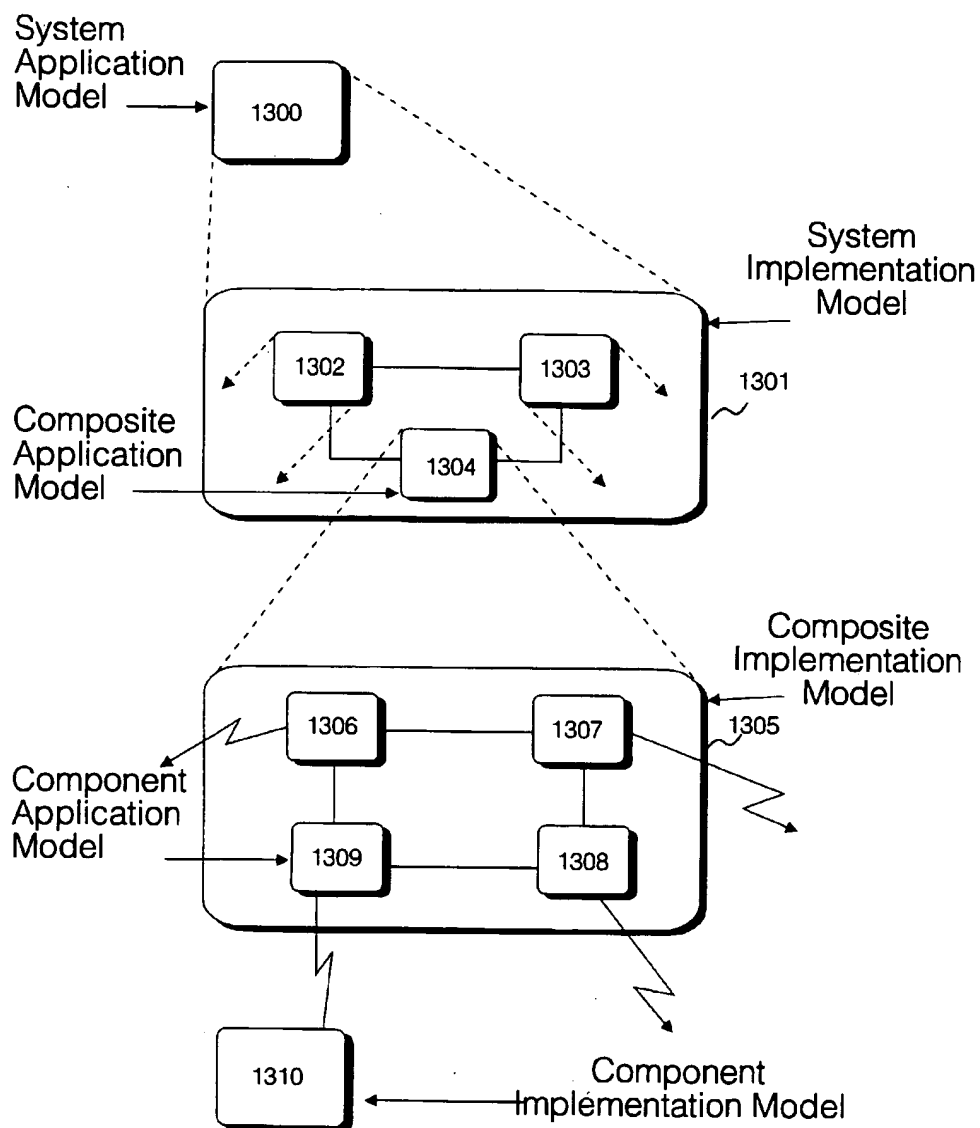 System
Application
Model
1300
System
Implementation
Model
1302
1303
1301
Composite
Application
Model
1304
Composite
Implementation
Model
1306
1307
1305
Component
Application
Model
1309
1308
1310
Component
Implementation Model